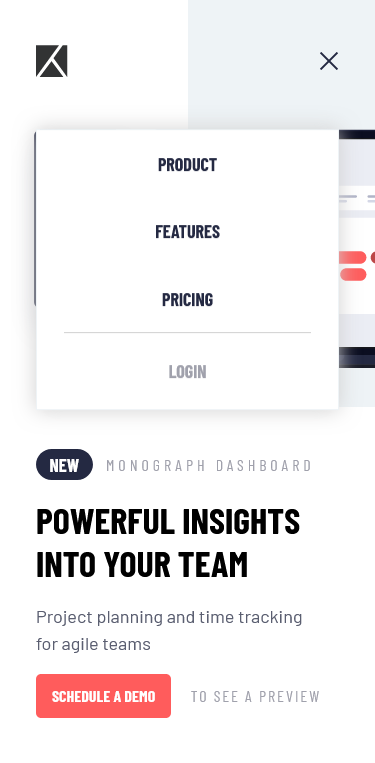 PRODUCT
FEATURES
PRICING
LOGIN
NEW MONOGRAPH DASHBOARD
POWERFUL INSIGHTS
INTO YOUR TEAM
Project planning and time tracking
for agile teams
SCHEDULE A DEMO TO SEE A PREVIEW